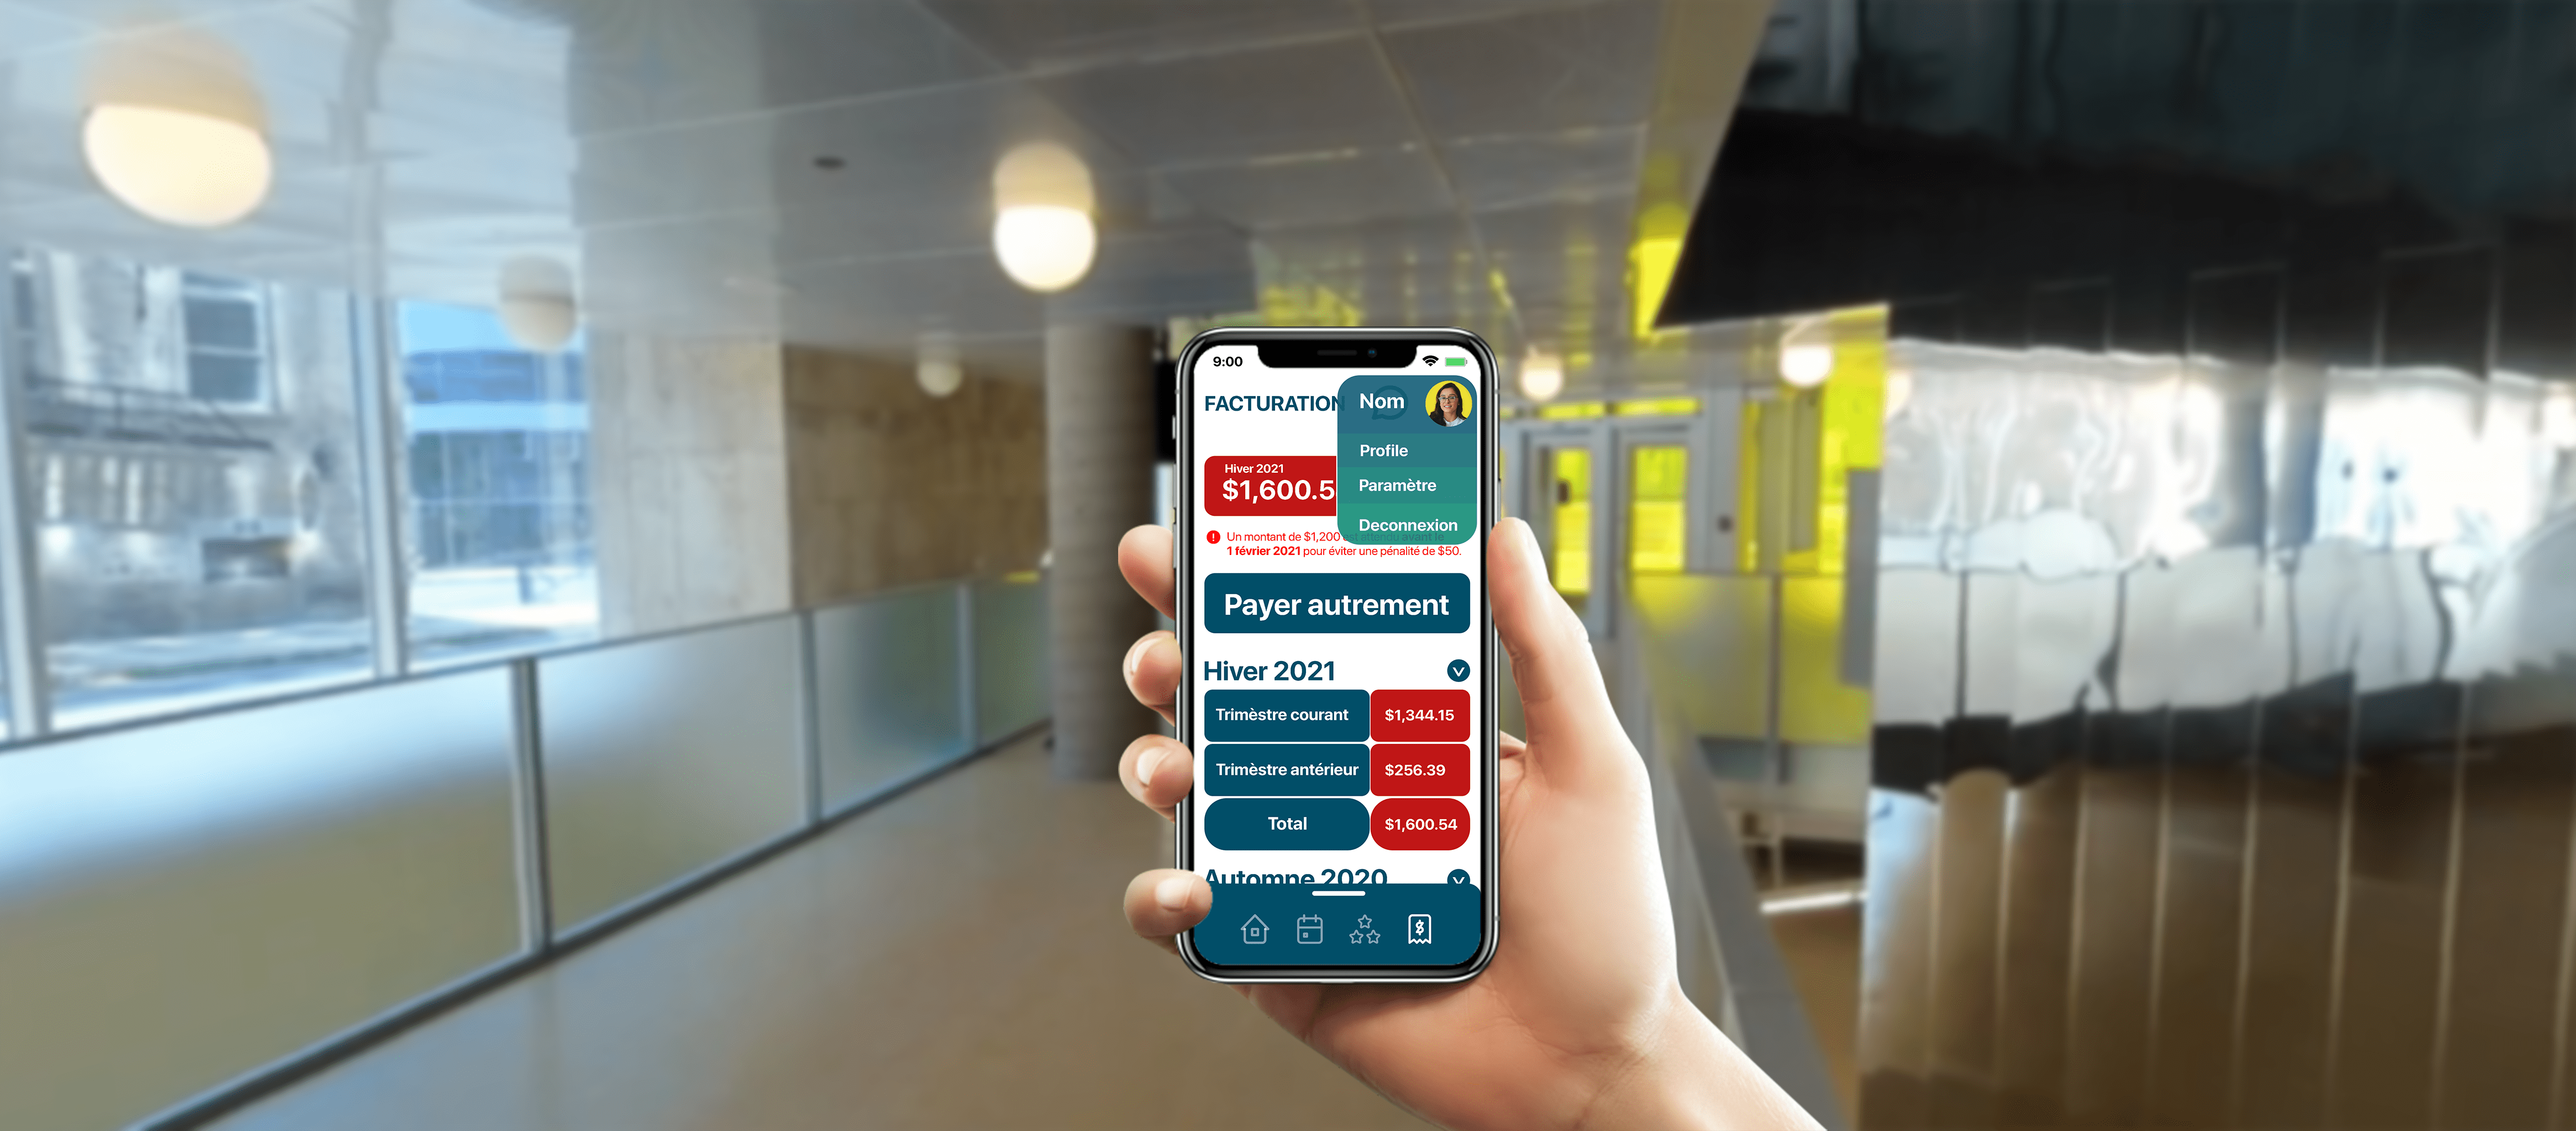 9:00
FACTURATION
Nom
Profile
Paramètre
Deconnexion
Hiver 2021
$1,600.5
Un montant de $1,200 est attendu avant le
1 février 2021 pour éviter une pénalité de $50.
Payer autrement
Hiver 2021
Trimèstre courant $1,344.15
Trimèstre antérieur $256.39
Total $1,600.54
Automne 2020